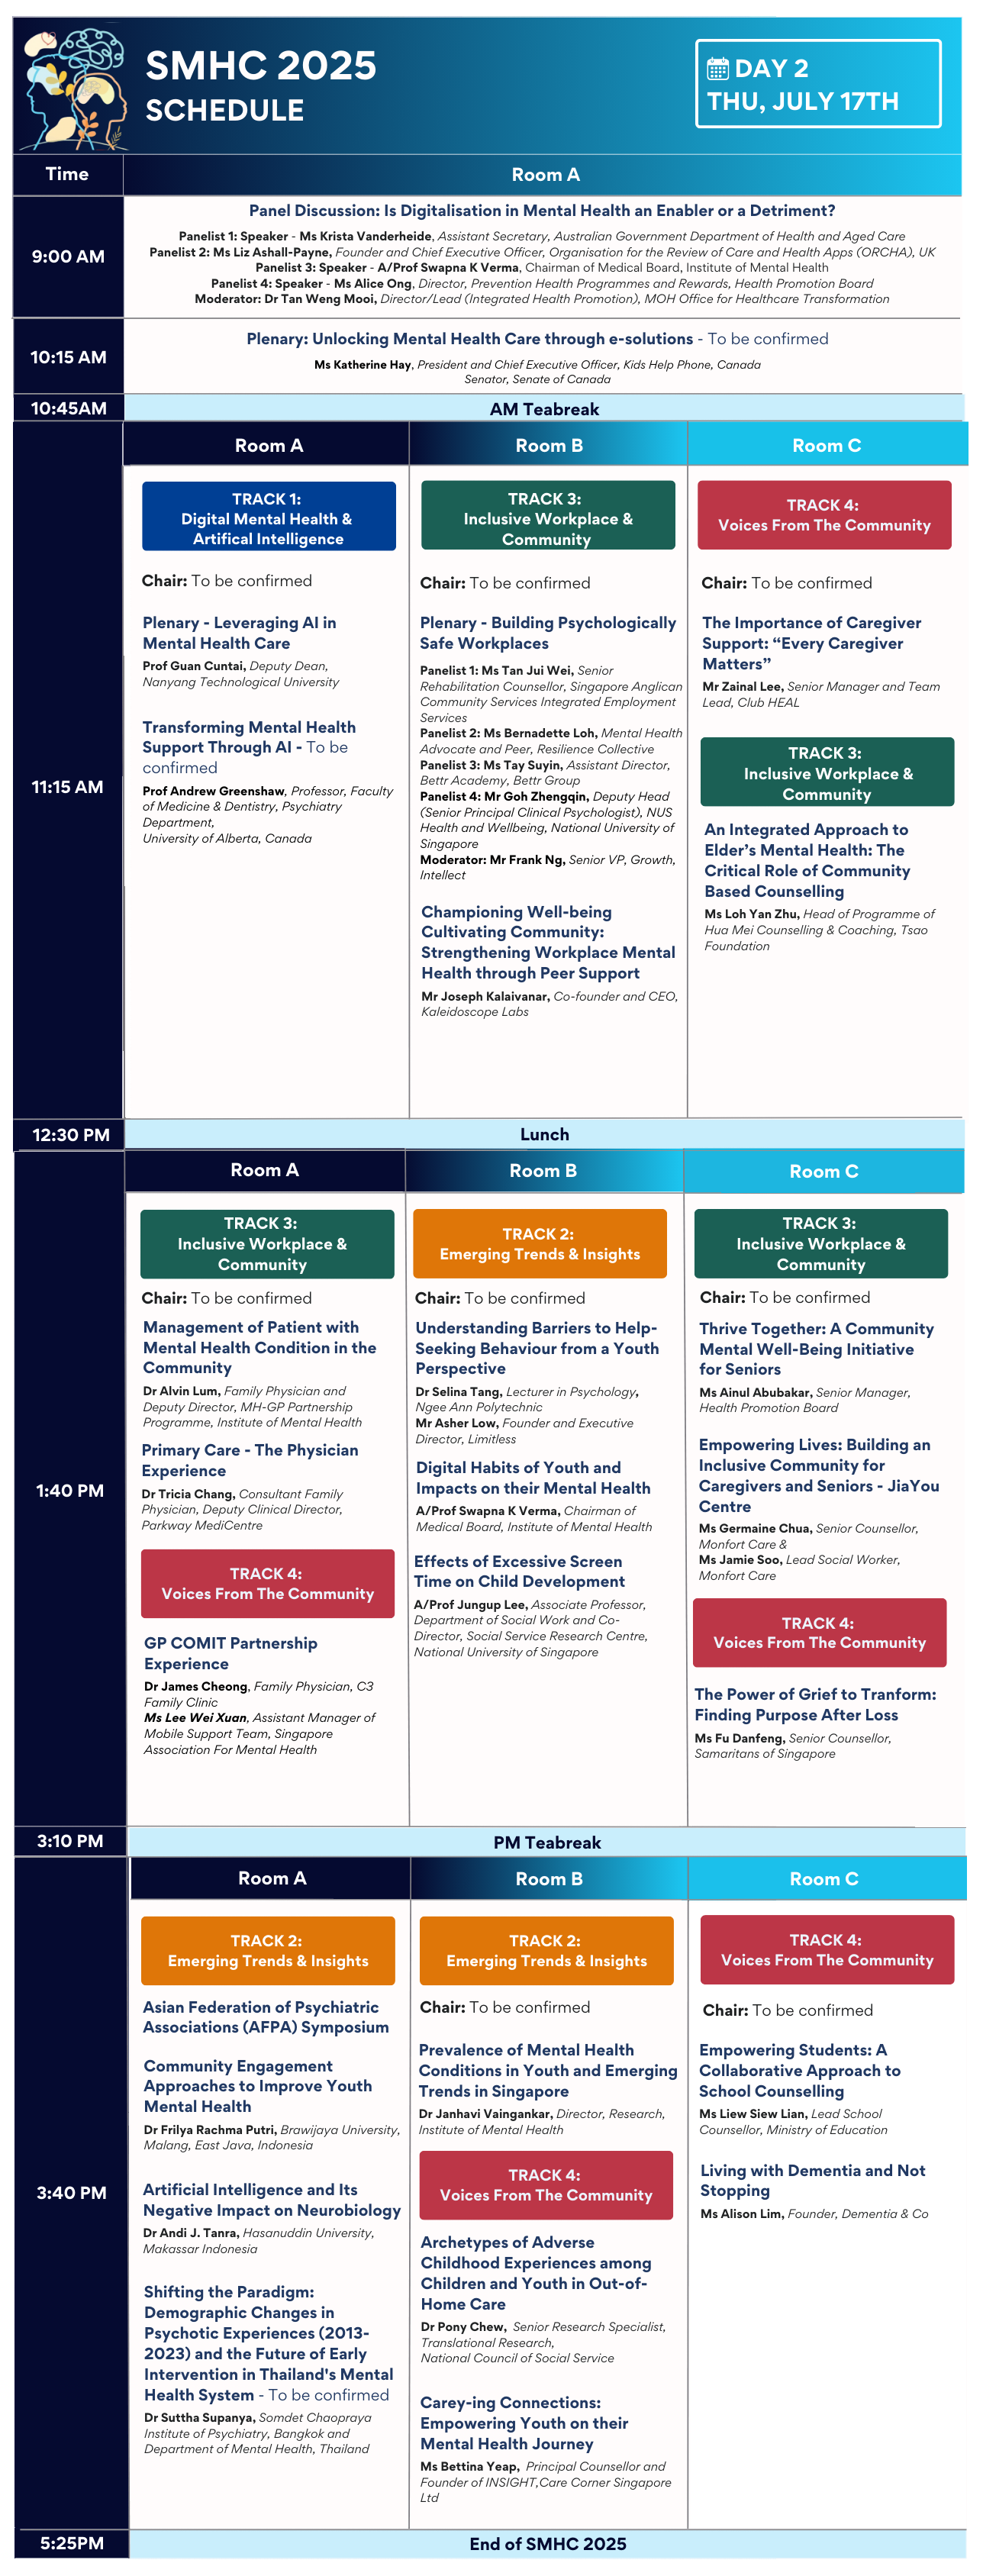 SMHC 2025
SCHEDULE
DAY 2
THU, JULY 17TH
Time
Room A
9:00 AM
Panel Discussion: Is Digitalisation in Mental Health an Enabler or a Detriment?
Panelist 1: Speaker - Ms Krista Vanderheide, Assistant Secretary, Australian Government Department of Health and Aged Care
Panelist 2: Ms Liz Ashall-Payne, Founder and Chief Executive Officer, Organisation for the Review of Care and Health Apps (ORCHA), UK
Panelist 3: Speaker - A/Prof Swapna K Verma, Chairman of Medical Board, Institute of Mental Health
Panelist 4: Speaker - Ms Alice Ong, Director, Prevention Health Programmes and Rewards, Health Promotion Board
Moderator: Dr Tan Weng Mooi, Director/Lead (Integrated Health Promotion), MOH Office for Healthcare Transformation
10:15 AM
Plenary: Unlocking Mental Health Care through e-solutions - To be confirmed
Ms Katherine Hay, President and Chief Executive Officer, Kids Help Phone, Canada
Senator, Senate of Canada
10:45AM
AM Teabreak
11:15 AM
Room A
TRACK 1:
Digital Mental Health &
Artifical Intelligence
Chair: To be confirmed
Plenary - Leveraging AI in
Mental Health Care
Prof Guan Cuntai, Deputy Dean,
Nanyang Technological University
Transforming Mental Health
Support Through AI - To be
confirmed
Prof Andrew Greenshaw, Professor, Faculty
of Medicine & Dentistry, Psychiatry
Department,
University of Alberta, Canada
Room B
TRACK 3:
Inclusive Workplace &
Community
Chair: To be confirmed
Plenary - Building Psychologically
Safe Workplaces
Panelist 1: Ms Tan Jui Wei, Senior
Rehabilitation Counsellor, Singapore Anglican
Community Services Integrated Employment
Services
Panelist 2: Ms Bernadette Loh, Mental Health
Advocate and Peer, Resilience Collective
Panelist 3: Ms Tay Suyin, Assistant Director,
Bettr Academy, Bettr Group
Panelist 4: Mr Goh Zhengqin, Deputy Head
(Senior Principal Clinical Psychologist), NUS
Health and Wellbeing, National University of
Singapore
Moderator: Mr Frank Ng, Senior VP, Growth,
Intellect
Championing Well-being
Cultivating Community:
Strengthening Workplace Mental
Health through Peer Support
Mr Joseph Kalaivanar, Co-founder and CEO,
Kaleidoscope Labs
Room C
TRACK 4:
Voices From The Community
Chair: To be confirmed
The Importance of Caregiver
Support: “Every Caregiver
Matters”
Mr Zainal Lee, Senior Manager and Team
Lead, Club HEAL
TRACK 3:
Inclusive Workplace &
Community
An Integrated Approach to
Elder’s Mental Health: The
Critical Role of Community
Based Counselling
Ms Loh Yan Zhu, Head of Programme of
Hua Mei Counselling & Coaching, Tsao
Foundation
12:30 PM
Lunch
1:40 PM
Room A
TRACK 3:
Inclusive Workplace &
Community
Chair: To be confirmed
Management of Patient with
Mental Health Condition in the
Community
Dr Alvin Lum, Family Physician and
Deputy Director, MH-GP Partnership
Programme, Institute of Mental Health
Primary Care - The Physician
Experience
Dr Tricia Chang, Consultant Family
Physician, Deputy Clinical Director,
Parkway MediCentre
TRACK 4:
Voices From The Community
GP COMIT Partnership
Experience
Dr James Cheong, Family Physician, C3
Family Clinic
Ms Lee Wei Xuan, Assistant Manager of
Mobile Support Team, Singapore
Association For Mental Health
Room B
TRACK 2:
Emerging Trends & Insights
Chair: To be confirmed
Understanding Barriers to Help-
Seeking Behaviour from a Youth
Perspective
Dr Selina Tang, Lecturer in Psychology,
Ngee Ann Polytechnic
Mr Asher Low, Founder and Executive
Director, Limitless
Digital Habits of Youth and
Impacts on their Mental Health
A/Prof Swapna K Verma, Chairman of
Medical Board, Institute of Mental Health
Effects of Excessive Screen
Time on Child Development
A/Prof Jungup Lee, Associate Professor,
Department of Social Work and Co-
Director, Social Service Research Centre,
National University of Singapore
Room C
TRACK 3:
Inclusive Workplace &
Community
Chair: To be confirmed
Thrive Together: A Community
Mental Well-Being Initiative
for Seniors
Ms Ainul Abubakar, Senior Manager,
Health Promotion Board
Empowering Lives: Building an
Inclusive Community for
Caregivers and Seniors - JiaYou
Centre
Ms Germaine Chua, Senior Counsellor,
Monfort Care &
Ms Jamie Soo, Lead Social Worker,
Monfort Care
TRACK 4:
Voices From The Community
The Power of Grief to Tranform:
Finding Purpose After Loss
Ms Fu Danfeng, Senior Counsellor,
Samaritans of Singapore
3:10 PM
PM Teabreak
3:40 PM
Room A
TRACK 2:
Emerging Trends & Insights
Asian Federation of Psychiatric
Associations (AFPA) Symposium
Community Engagement
Approaches to Improve Youth
Mental Health
Dr Frilya Rachma Putri, Brawijaya University,
Malang, East Java, Indonesia
Artificial Intelligence and Its
Negative Impact on Neurobiology
Dr Andi J. Tanra, Hasanuddin University,
Makassar Indonesia
Shifting the Paradigm:
Demographic Changes in
Psychotic Experiences (2013-
2023) and the Future of Early
Intervention in Thailand's Mental
Health System - To be confirmed
Dr Suttha Supanya, Somdet Chaopraya
Institute of Psychiatry, Bangkok and
Department of Mental Health, Thailand
Room B
TRACK 2:
Emerging Trends & Insights
Chair: To be confirmed
Prevalence of Mental Health
Conditions in Youth and Emerging
Trends in Singapore
Dr Janhavi Vaingankar, Director, Research,
Institute of Mental Health
TRACK 4:
Voices From The Community
Archetypes of Adverse
Childhood Experiences among
Children and Youth in Out-of-
Home Care
Dr Pony Chew, Senior Research Specialist,
Translational Research,
National Council of Social Service
Carey-ing Connections:
Empowering Youth on their
Mental Health Journey
Ms Bettina Yeap, Principal Counsellor and
Founder of INSIGHT,Care Corner Singapore
Ltd
Room C
TRACK 4:
Voices From The Community
Chair: To be confirmed
Empowering Students: A
Collaborative Approach to
School Counselling
Ms Liew Siew Lian, Lead School
Counsellor, Ministry of Education
Living with Dementia and Not
Stopping
Ms Alison Lim, Founder, Dementia & Co
5:25PM
End of SMHC 2025